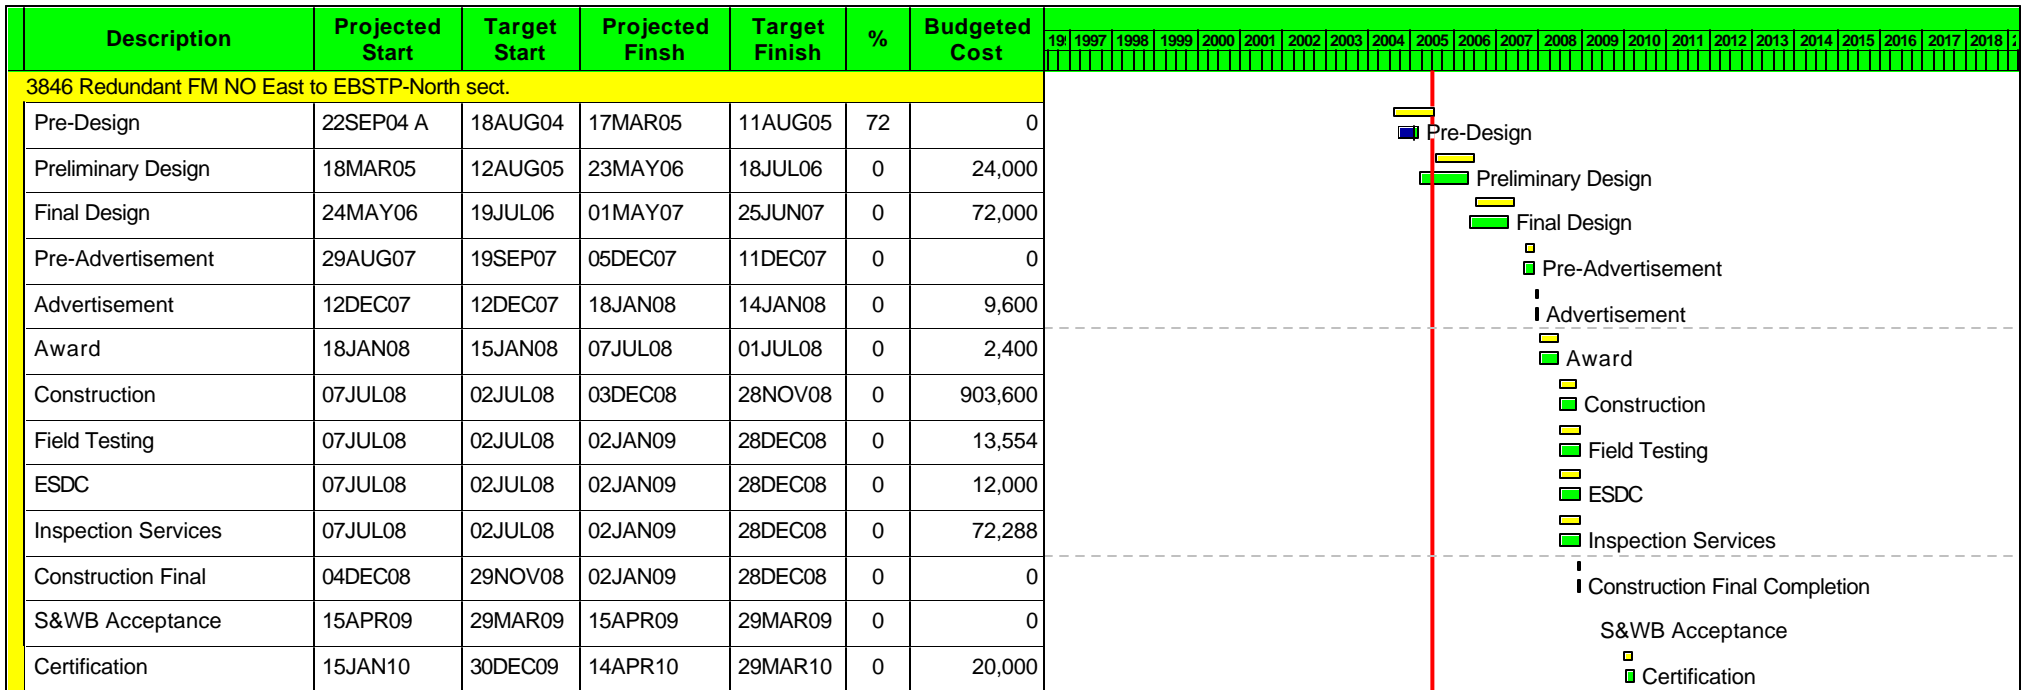 Description Projected Start Target Start Projected Finsh Target Finish % Budgeted Cost
19 1997 1998 1999 2000 2001 2002 2003 2004 2005 2006 2007 2008 2009 2010 2011 2012 2013 2014 2015 2016 2017 2018
3846 Redundant FM NO East to EBSTP-North sect.
Pre-Design 22SEP04 A 18AUG04 17MAR05 11AUG05 72 0 Pre-Design
Preliminary Design 18MAR05 12AUG05 23MAY06 18JUL06 0 24,000 Preliminary Design
Final Design 24MAY06 19JUL06 01MAY07 25JUN07 0 72,000 Final Design
Pre-Advertisement 29AUG07 19SEP07 05DEC07 11DEC07 0 0 Pre-Advertisement
Advertisement 12DEC07 12DEC07 18JAN08 14JAN08 0 9,600 Advertisement
Award 18JAN08 15JAN08 07JUL08 01JUL08 0 2,400 Award
Construction 07JUL08 02JUL08 03DEC08 28NOV08 0 903,600 Construction
Field Testing 07JUL08 02JUL08 02JAN09 28DEC08 0 13,554 Field Testing
ESDC 07JUL08 02JUL08 02JAN09 28DEC08 0 12,000 ESDC
Inspection Services 07JUL08 02JUL08 02JAN09 28DEC08 0 72,288 Inspection Services
Construction Final 04DEC08 29NOV08 02JAN09 28DEC08 0 0 Construction Final Completion
S&WB Acceptance 15APR09 29MAR09 15APR09 29MAR09 0 0 S&WB Acceptance
Certification 15JAN10 30DEC09 14APR10 29MAR10 0 20,000 Certification